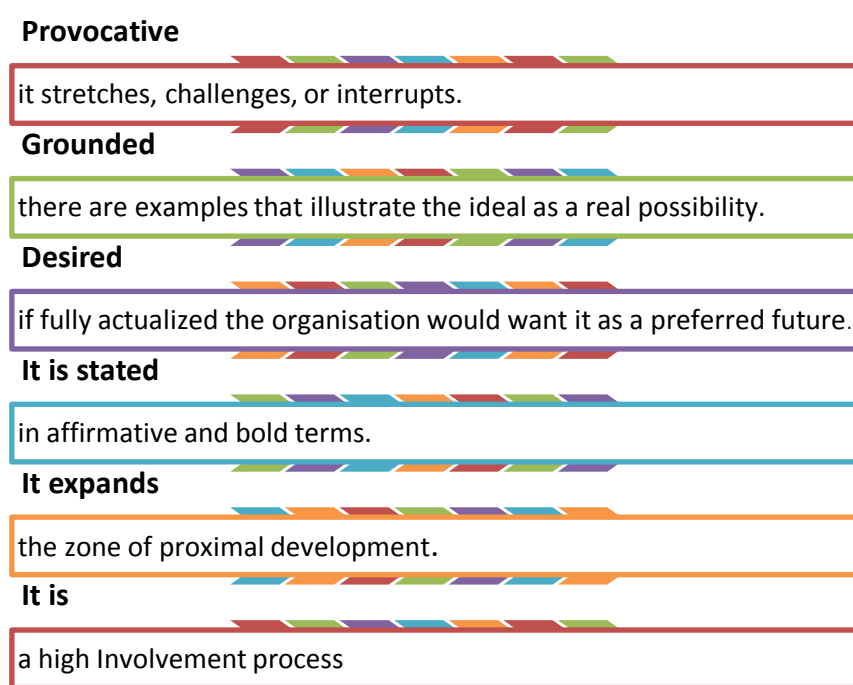 Provocative
it stretches, challenges, or interrupts.
Grounded
there are examples that illustrate the ideal as a real possibility.
Desired
if fully actualized the organisation would want it as a preferred future.
It is stated
in affirmative and bold terms.
It expands
the zone of proximal development.
It is
a high Involvement process